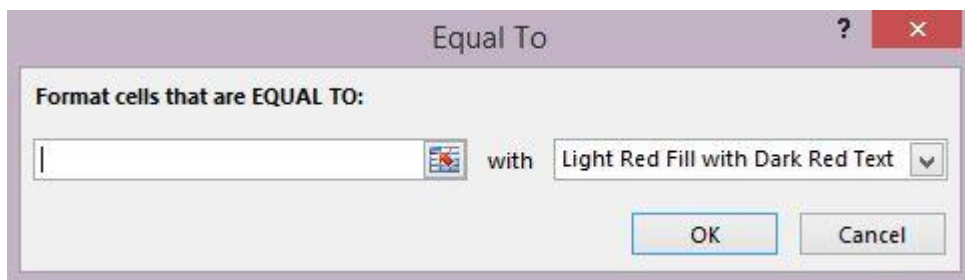 Equal To
?
Format cells that are EQUAL TO:
with Light Red Fill with Dark Red Text
OK Cancel